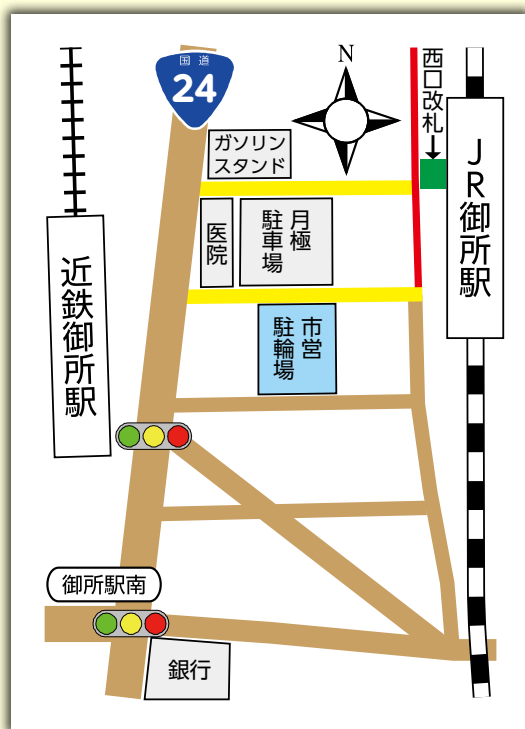 国道
24
N
西口改札
ガソリン
スタンド
JR御所駅
医院
月極
駐車場
近鉄御所駅
市営
駐輪場
御所駅南
銀行